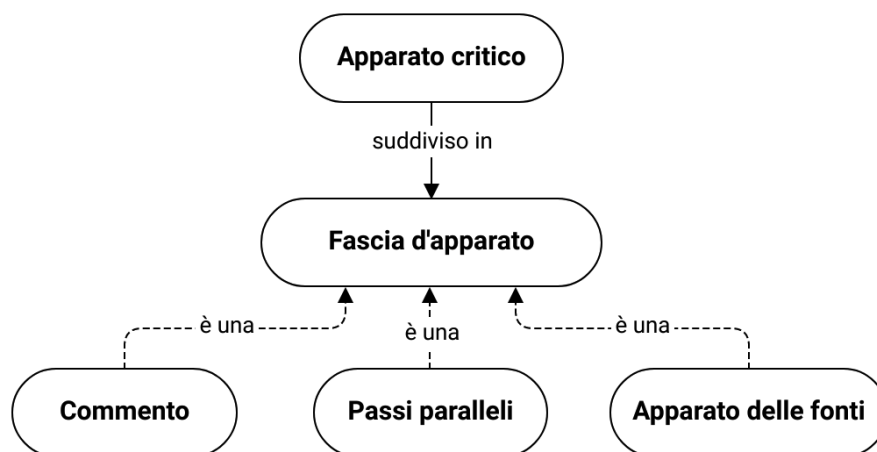 Apparato critico
suddiviso in
Fascia d'apparato
è una
è una
è una
Commento
Passi paralleli
Apparato delle fonti